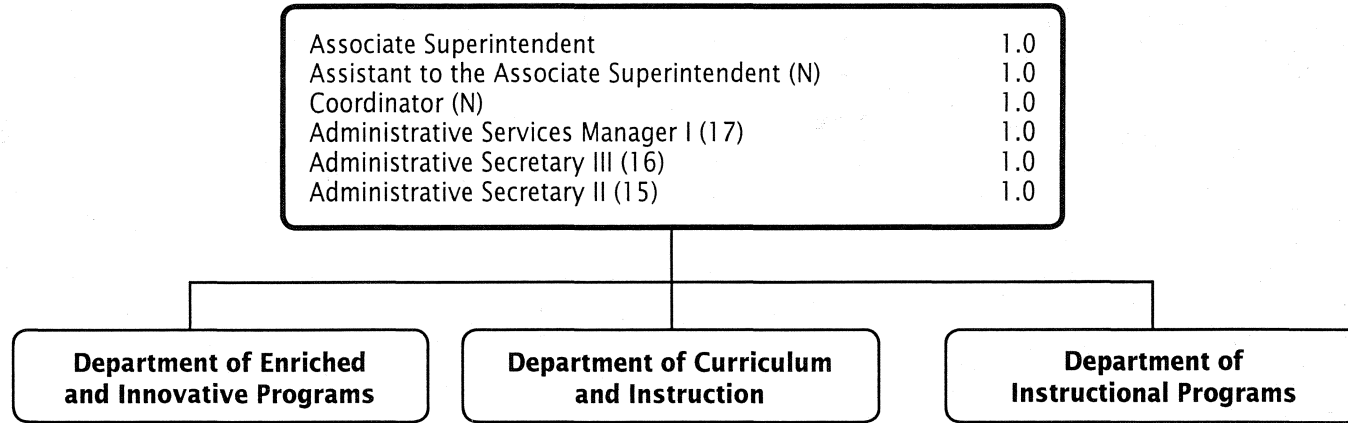 Associate Superintendent 1.0
Assistant to the Associate Superintendent (N) 1.0
Coordinator (N) 1.0
Administrative Services Manager I (17) 1.0
Administrative Secretary III (16) 1.0
Administrative Secretary II (15) 1.0
Department of Enriched
and Innovative Programs
Department of Curriculum
and Instruction
Department of
Instructional Programs